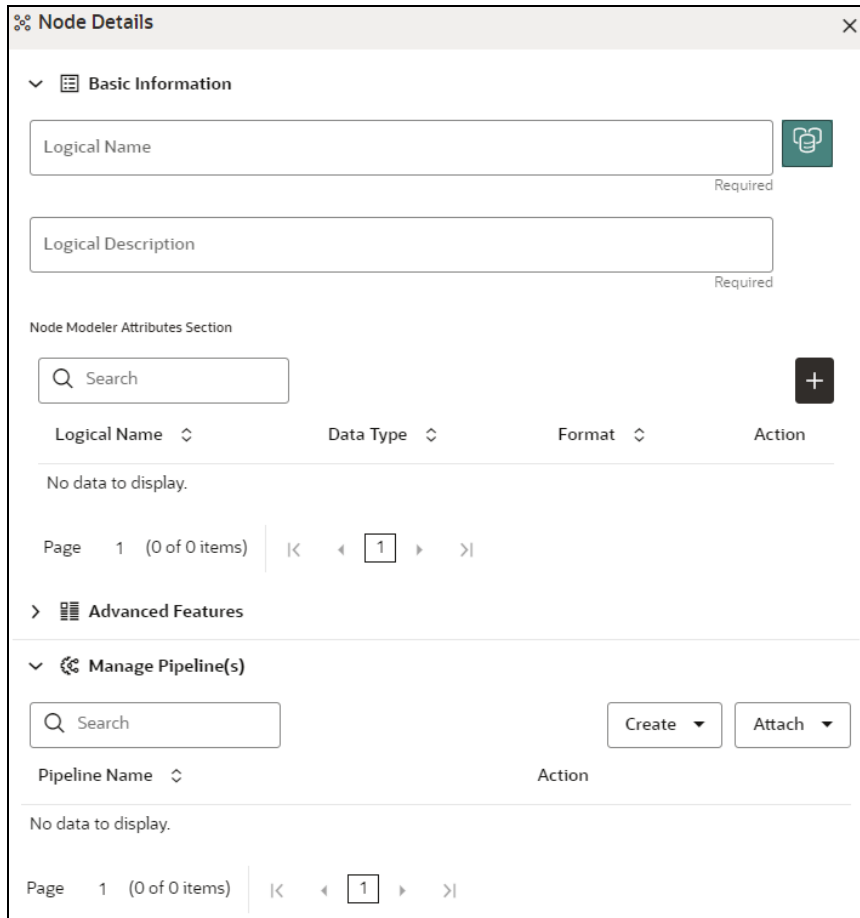 Node Details
Basic Information
Logical Name
Required
Logical Description
Required
Node Modeler Attributes Section
Search
Logical Name Data Type Format Action
No data to display.
Page 1 (0 of 0 items) 1
Advanced Features
Manage Pipeline(s)
Search Create Attach
Pipeline Name Action
No data to display.
Page 1 (0 of 0 items) 1